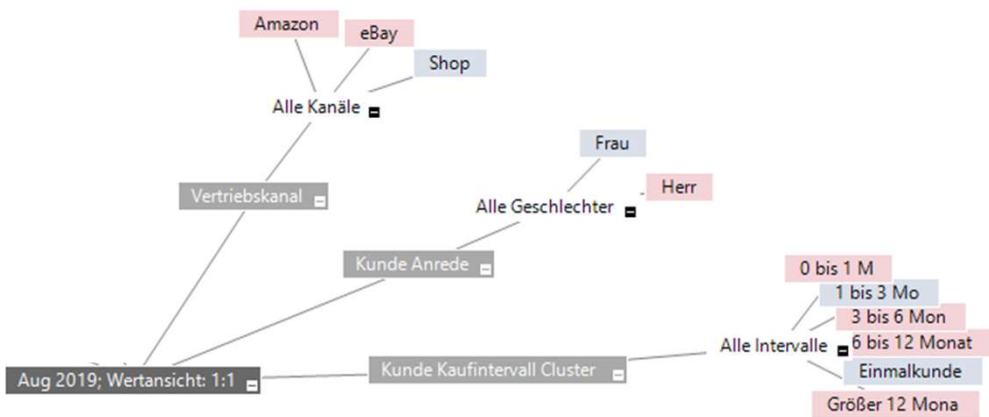 Amazon
eBay
Shop
Alle Kanäle
Vertriebskanal
Frau
Herr
Alle Geschlechter
Kunde Anrede
0 bis 1 M
1 bis 3 Mo
3 bis 6 Mon
Alle Intervalle
6 bis 12 Monat
Einmalkunde
Größer 12 Mona
Kunde Kaufintervall Cluster
Aug 2019; Wertansicht: 1:1